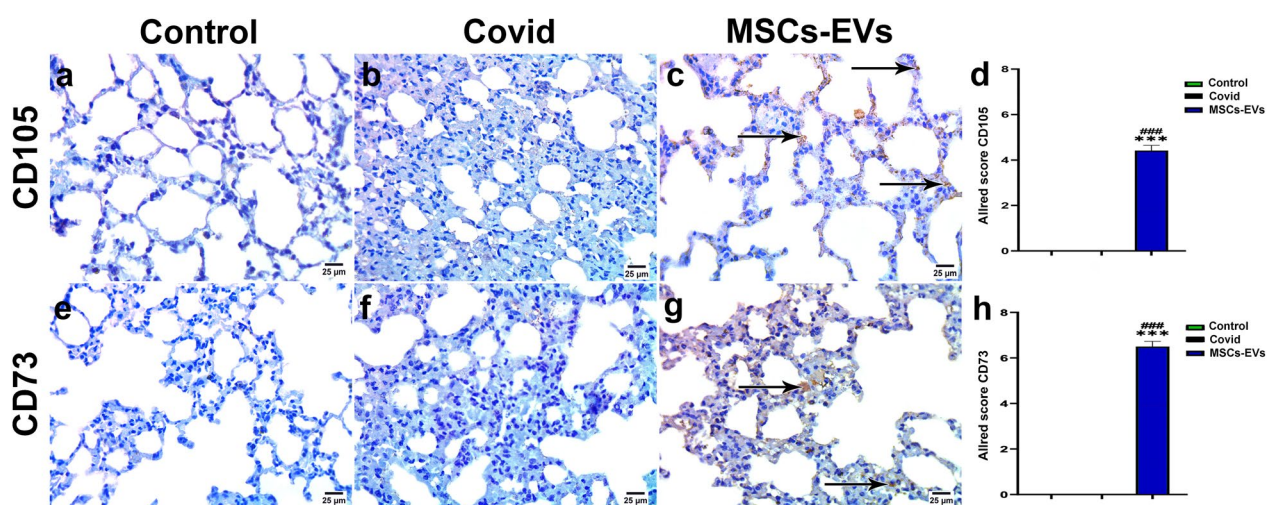 Control Covid MSCs-EVs
CD105
a
25 µm
b
25 µm
c
25 µm
d
Allred score CD105
8
6
4
2
0
###
***
Control
Covid
MSCs-EVs
CD73
e
25 µm
f
25 µm
g
25 µm
h
Allred score CD73
8
6
4
2
0
###
***
Control
Covid
MSCs-EVs